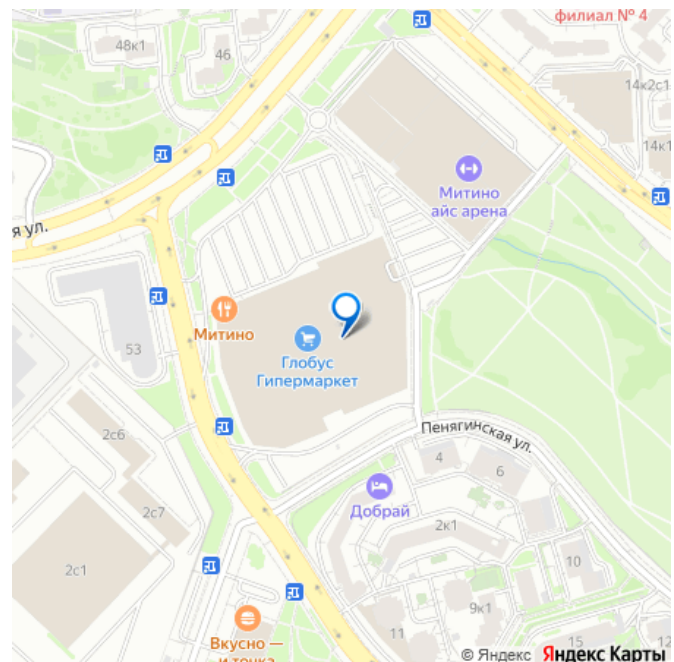 филиал № 4
48к1
46
14к2с1
14к1
Митино
айс арена
я ул.
Митино
53
Глобус
Гипермаркет
Пенягинская ул.
2с6
4
6
Добрай
2с7
2к1
2с1
10
9к1
Вкусно —
и точка
11
15
12
© Яндекс Яндекс Карты